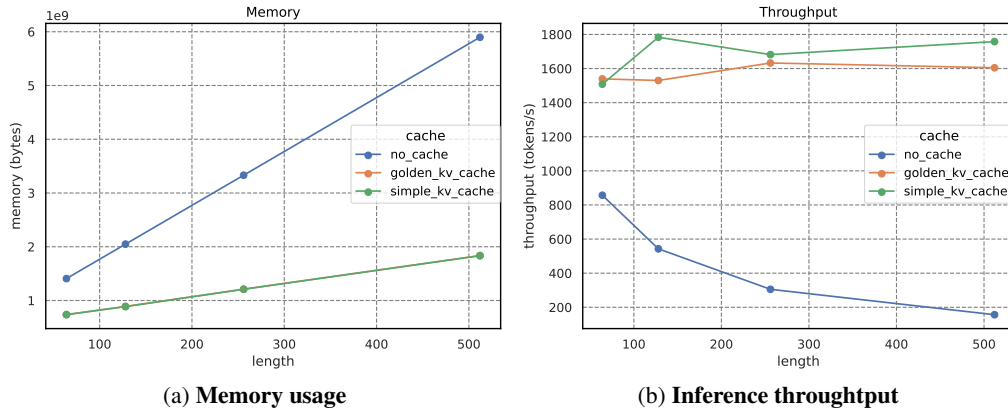 Memory
1e9
6
5
4
3
2
1
memory (bytes)
cache
no_cache
golden_kv_cache
simple_kv_cache
100
200
300
400
500
length
(a) Memory usage
Throughput
1800
1600
1400
1200
1000
800
600
400
200
throughput (tokens/s)
cache
no_cache
golden_kv_cache
simple_kv_cache
100
200
300
400
500
length
(b) Inference throughtput